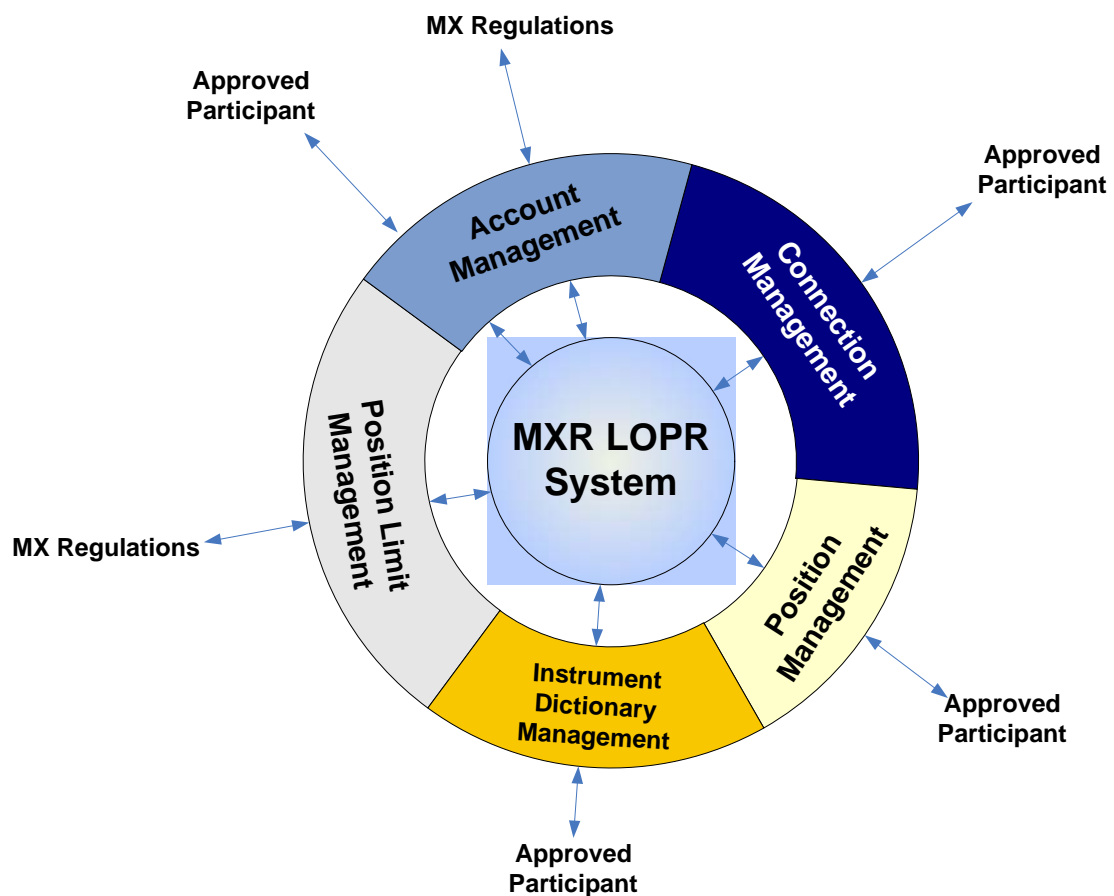 MX Regulations
Approved
Participant
Approved
Participant
Account
Management
Connection
Management
MXR LOPR
System
Position Limit
Management
MX Regulations
Position
Management
Instrument
Dictionary
Management
Approved
Participant
Approved
Participant